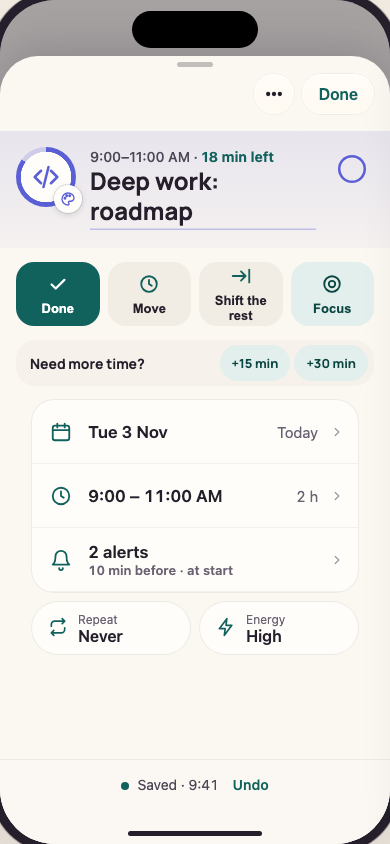 Done
9:00–11:00 AM · 18 min left
Deep work:
roadmap
Done
Move
Shift the
rest
Focus
Need more time?
+15 min
+30 min
Tue 3 Nov
Today
9:00 – 11:00 AM
2 h
2 alerts
10 min before · at start
Repeat
Never
Energy
High
Saved · 9:41
Undo